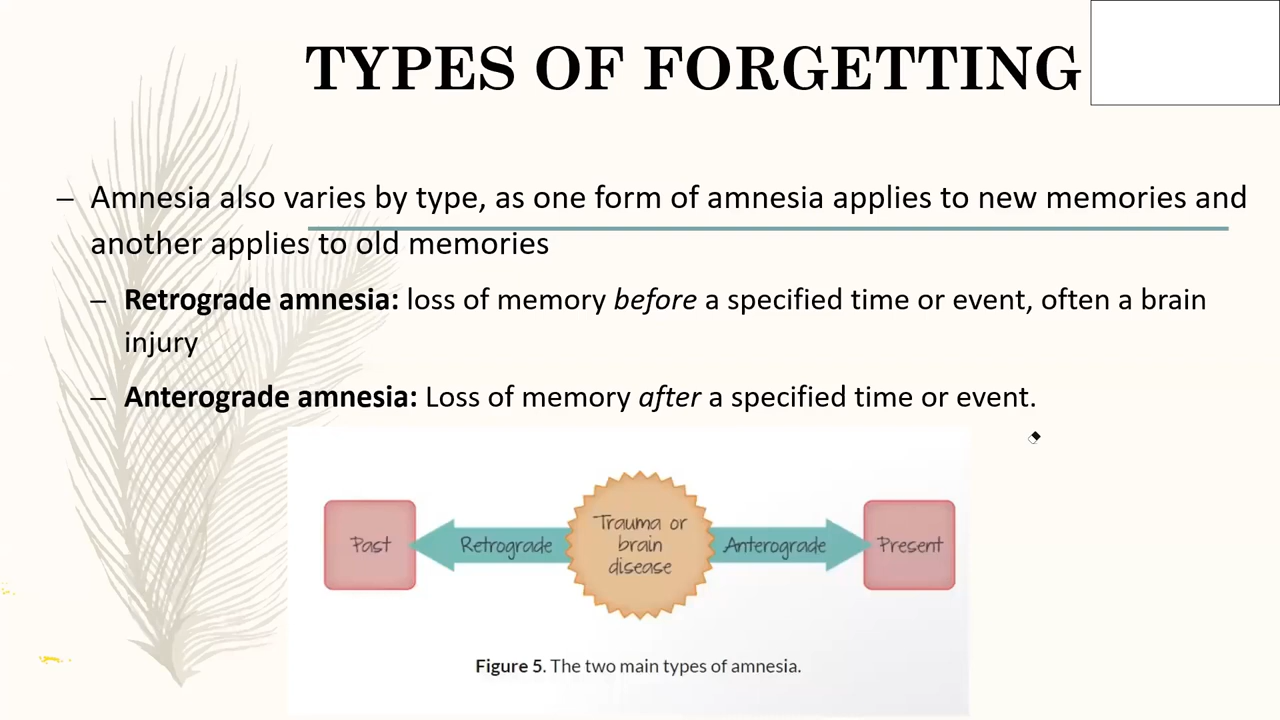 TYPES OF FORGETTING
– Amnesia also varies by type, as one form of amnesia applies to new memories and
another applies to old memories
– Retrograde amnesia: loss of memory before a specified time or event, often a brain
injury
– Anterograde amnesia: Loss of memory after a specified time or event.
Past
Retrograde
Trauma or
brain
disease
Anterograde
Present
Figure 5. The two main types of amnesia.